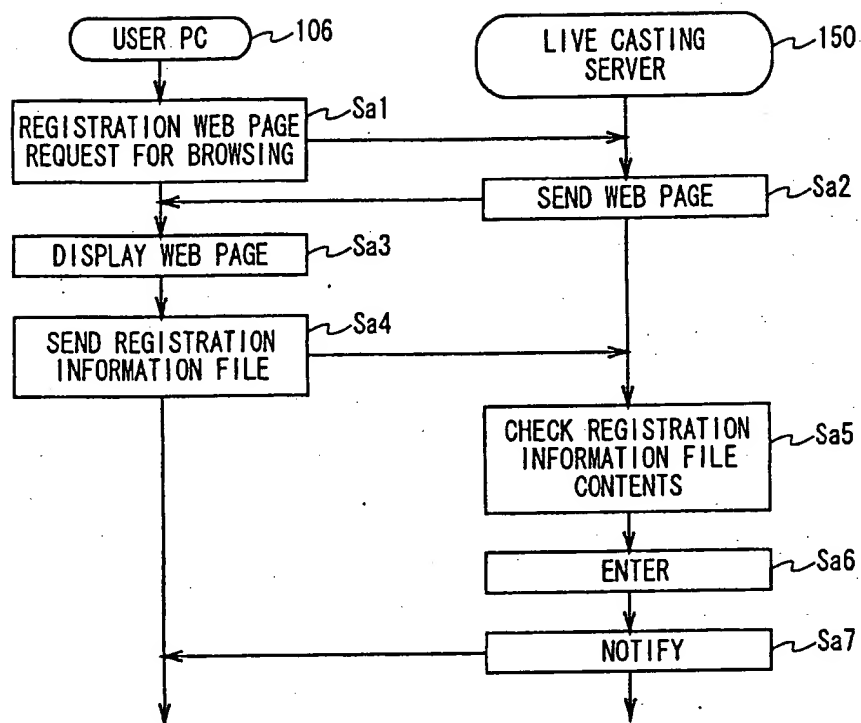 USER PC
106
LIVE CASTING
SERVER
150
REGISTRATION WEB PAGE
REQUEST FOR BROWSING
Sa1
SEND WEB PAGE
Sa2
DISPLAY WEB PAGE
Sa3
SEND REGISTRATION
INFORMATION FILE
Sa4
CHECK REGISTRATION
INFORMATION FILE
CONTENTS
Sa5
ENTER
Sa6
NOTIFY
Sa7